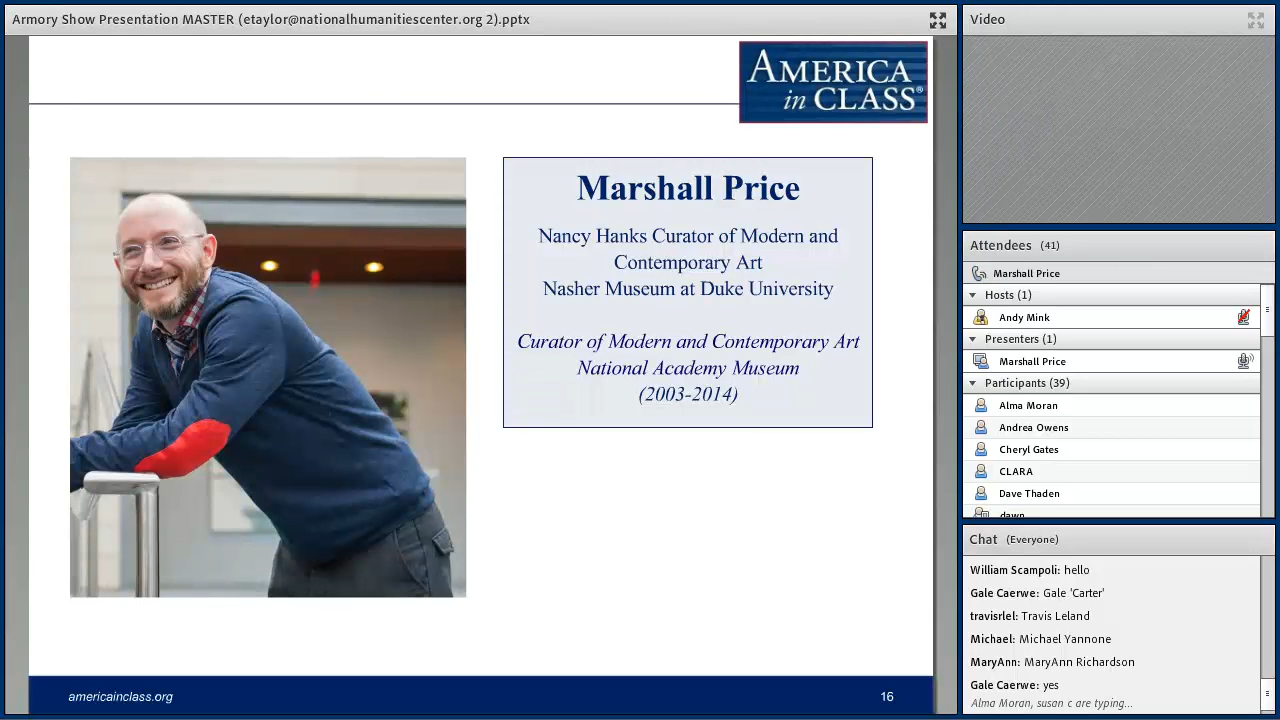 Armory Show Presentation MASTER (etaylor@nationalhumanitiescenter.org 2).pptx
AMERICA
in CLASS®
Marshall Price
Nancy Hanks Curator of Modern and
Contemporary Art
Nasher Museum at Duke University
Curator of Modern and Contemporary Art
National Academy Museum
(2003-2014)
americainclass.org
16
Video
Attendees (41)
Marshall Price
Hosts (1)
Andy Mink
Presenters (1)
Marshall Price
Participants (39)
Alma Moran
Andrea Owens
Cheryl Gates
CLARA
Dave Thaden
dawn
Chat (Everyone)
William Scampoli: hello
Gale Caerwe: Gale 'Carter'
travisrlel: Travis Leland
Michael: Michael Yannone
MaryAnn: MaryAnn Richardson
Gale Caerwe: yes
Alma Moran, susan c are typing...